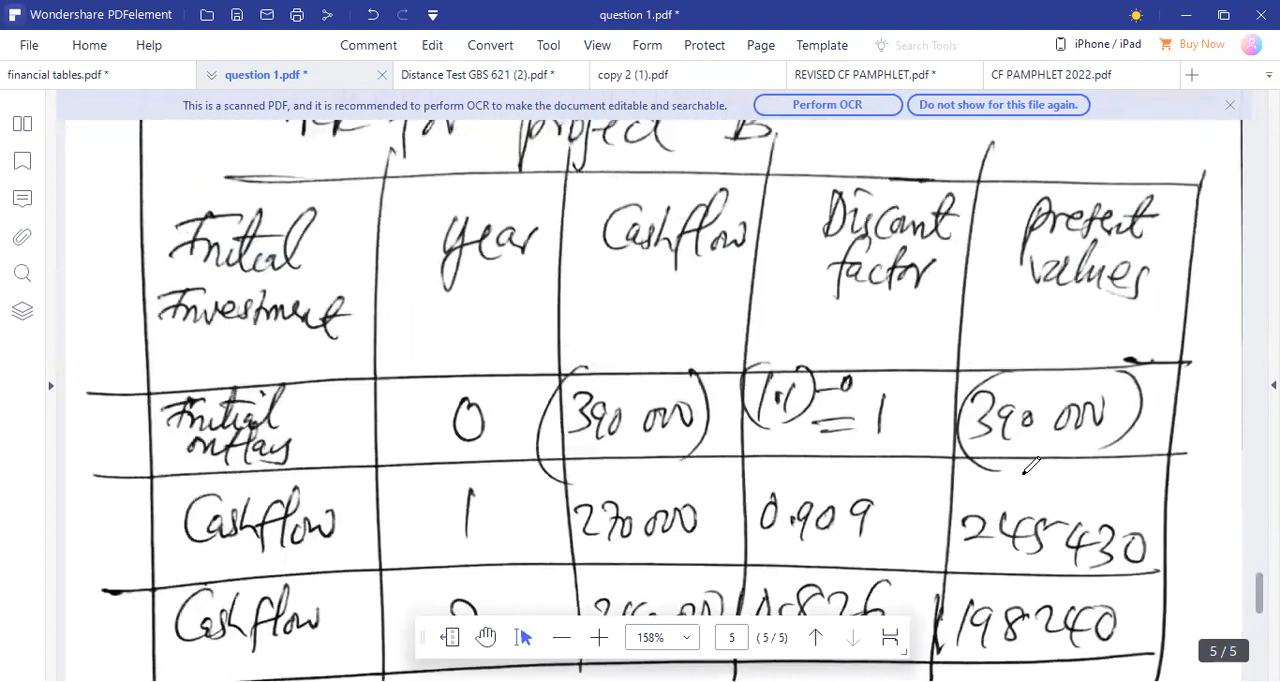 Wondershare PDFelement
question 1.pdf *
File Home Help Comment Edit Convert Tool View Form Protect Page Template Search Tools iPhone / iPad Buy Now
financial tables.pdf * question 1.pdf * Distance Test GBS 621 (2).pdf * copy 2 (1).pdf REVISED CF PAMPHLET.pdf * CF PAMPHLET 2022.pdf
This is a scanned PDF, and it is recommended to perform OCR to make the document editable and searchable. Perform OCR Do not show for this file again.
for project B
Initial Investment year Cashflow Discant factor present values
Initial outlays 0 (390 000) (1.1)-0 = 1 (390 000)
Cashflow 1 270 000 0.909 245430
Cashflow 198240
158% 5 (5 / 5)
5 / 5